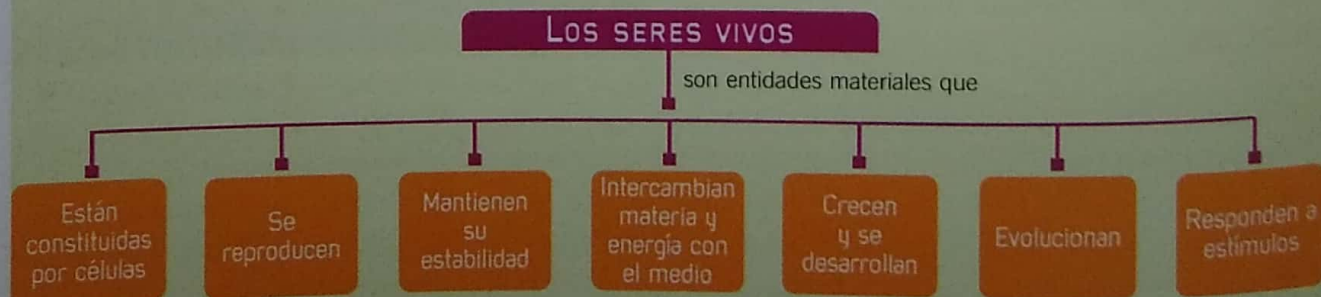 LOS SERES VIVOS
son entidades materiales que
Están
constituidas
por células
Se
reproducen
Mantienen
su
estabilidad
Intercambian
materia y
energía con
el medio
Crecen
y se
desarrollan
Evolucionan
Responden a
estímulos